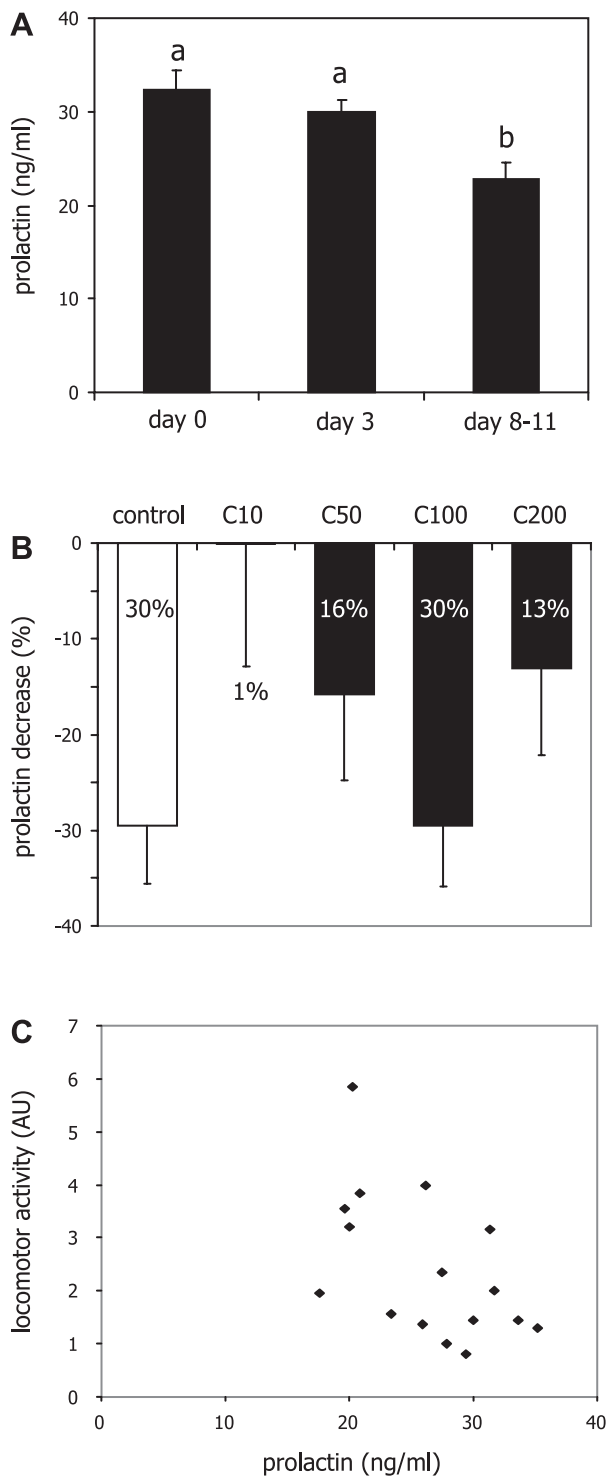 A
prolactin (ng/ml)
40
30
20
10
0
a
a
b
day 0
day 3
day 8-11
B
control
C10
C50
C100
C200
prolactin decrease (%)
0
-10
-20
-30
-40
30%
1%
16%
30%
13%
C
locomotor activity (AU)
7
6
5
4
3
2
1
0
0
10
20
30
40
prolactin (ng/ml)